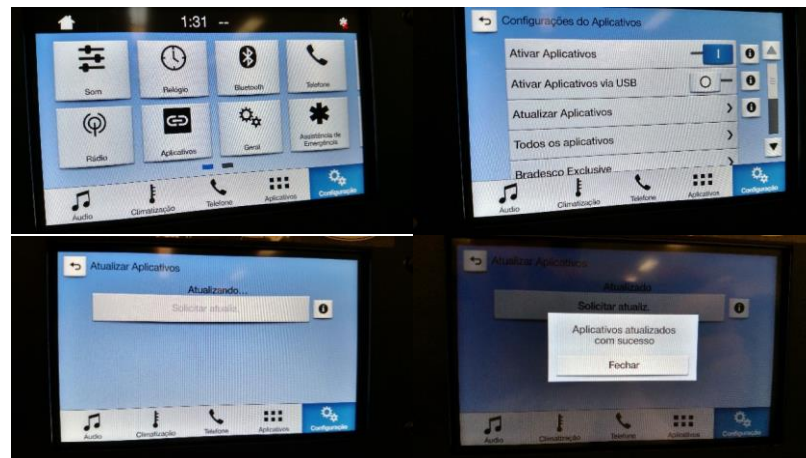 1:31 --
Som
Relógio
Bluetooth
Telefone
Rádio
Aplicativos
Geral
Assistência de
Emergência
Áudio
Climatização
Telefone
Aplicativos
Configuração
Configurações do Aplicativos
Ativar Aplicativos
Ativar Aplicativos via USB
Atualizar Aplicativos
Todos os aplicativos
Bradesco Exclusive
Áudio
Climatização
Telefone
Aplicativos
Configuração
Atualizar Aplicativos
Atualizando...
Solicitar atualiz.
Áudio
Climatização
Telefone
Aplicativos
Configuração
Atualizar Aplicativos
Atualizado
Solicitar atualiz.
Aplicativos atualizados
com sucesso
Fechar
Áudio
Climatização
Telefone
Aplicativos
Configuração